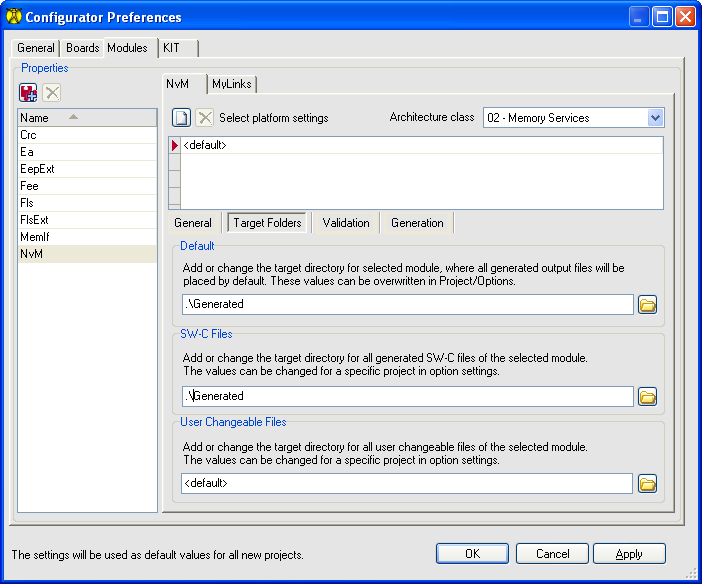 Configurator Preferences
General Boards Modules KIT
Properties
NvM MyLinks
Select platform settings Architecture class 02 - Memory Services
Name
Crc
Ea
EepExt
Fee
Fls
FlsExt
MemIf
NvM
<default>
General Target Folders Validation Generation
Default
Add or change the target directory for selected module, where all generated output files will be
placed by default. These values can be overwritten in Project/Options.
.\Generated
SW-C Files
Add or change the target directory for all generated SW-C files of the selected module.
The values can be changed for a specific project in option settings.
.\Generated
User Changeable Files
Add or change the target directory for all user changeable files of the selected module.
The values can be changed for a specific project in option settings.
<default>
The settings will be used as default values for all new projects.
OK Cancel Apply